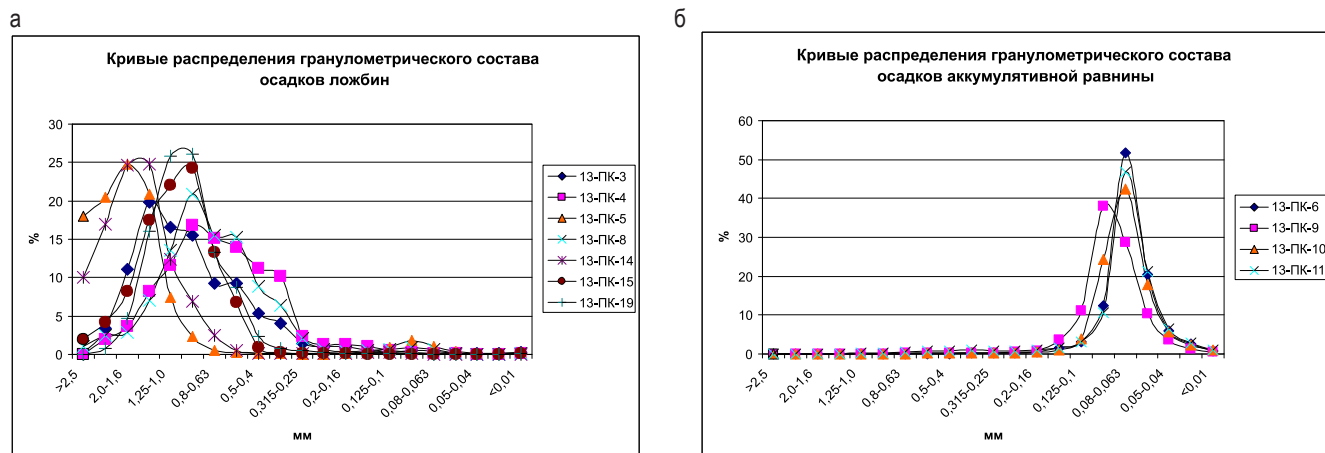 а
Кривые распределения гранулометрического состава
осадков ложбин
30
25
20
15
10
5
0
%
>2,5
2,0-1,6
1,25-1,0
0,8-0,63
0,5-0,4
0,315-0,25
0,2-0,16
0,125-0,1
0,08-0,063
0,05-0,04
<0,01
мм
13-ПК-3
13-ПК-4
13-ПК-5
13-ПК-8
13-ПК-14
13-ПК-15
13-ПК-19
б
Кривые распределения гранулометрического состава
осадков аккумулятивной равнины
60
50
40
30
20
10
0
%
>2,5
2,0-1,6
1,25-1,0
0,8-0,63
0,5-0,4
0,315-0,25
0,2-0,16
0,125-0,1
0,08-0,063
0,05-0,04
<0,01
мм
13-ПК-6
13-ПК-9
13-ПК-10
13-ПК-11